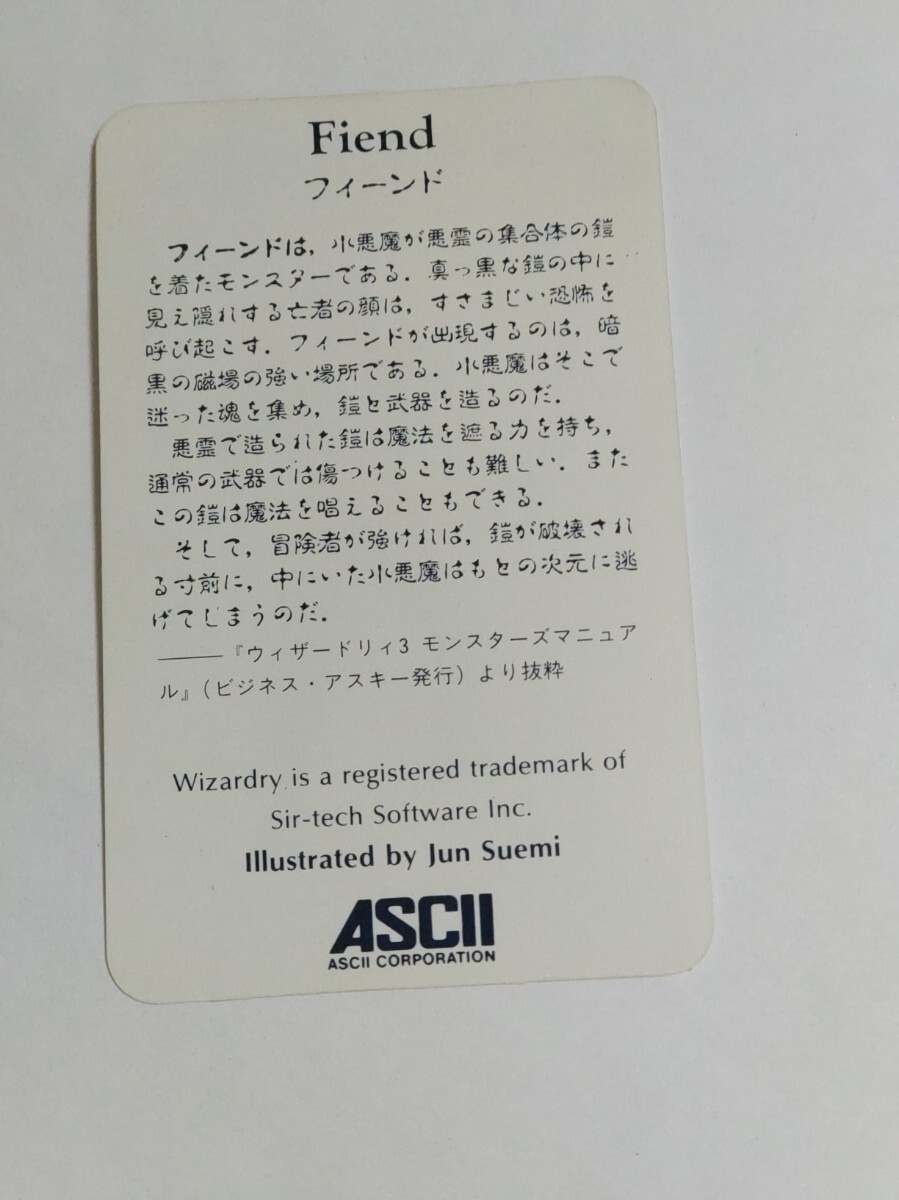 Fiend
フィーンド
フィーンドは，小悪魔が悪霊の集合体の鎧
を着たモンスターである．真っ黒な鎧の中に
見え隠れする亡者の顔は，すさまじい恐怖を
呼び起こす．フィーンドが出現するのは，暗
黒の磁場の強い場所である．小悪魔はそこで
迷った魂を集め，鎧と武器を造るのだ．
悪霊で造られた鎧は魔法を遮る力を持ち，
通常の武器では傷つけることも難しい．また
この鎧は魔法を唱えることもできる．
そして，冒険者が強ければ，鎧が破壊され
る寸前に，中にいた小悪魔はもとの次元に逃
げてしまうのだ．
───『ウィザードリィ3 モンスターズマニュア
ル』（ビジネス・アスキー発行）より抜粋
Wizardry is a registered trademark of
Sir-tech Software Inc.
Illustrated by Jun Suemi
ASCII
ASCII CORPORATION